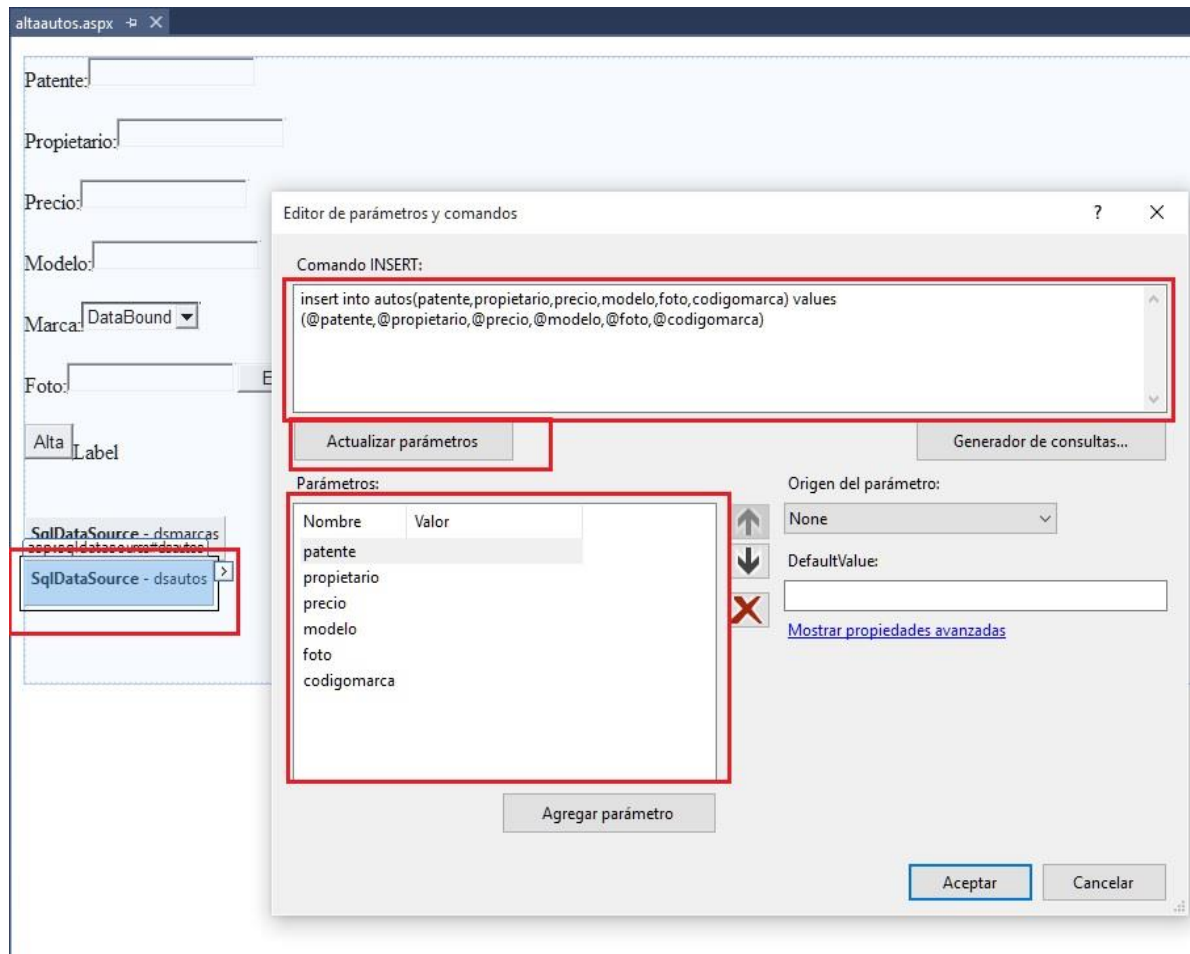 altaautos.aspx
Patente:
Propietario:
Precio:
Modelo:
Marca: DataBound
Foto: E
Alta Label
SqlDataSource - dsmarcas
asp:sqldatasource#dsautos
SqlDataSource - dsautos
Editor de parámetros y comandos
Comando INSERT:
insert into autos(patente,propietario,precio,modelo,foto,codigomarca) values
(@patente,@propietario,@precio,@modelo,@foto,@codigomarca)
Actualizar parámetros
Generador de consultas...
Parámetros:
Nombre Valor
patente
propietario
precio
modelo
foto
codigomarca
Origen del parámetro:
None
DefaultValue:
Mostrar propiedades avanzadas
Agregar parámetro
Aceptar Cancelar